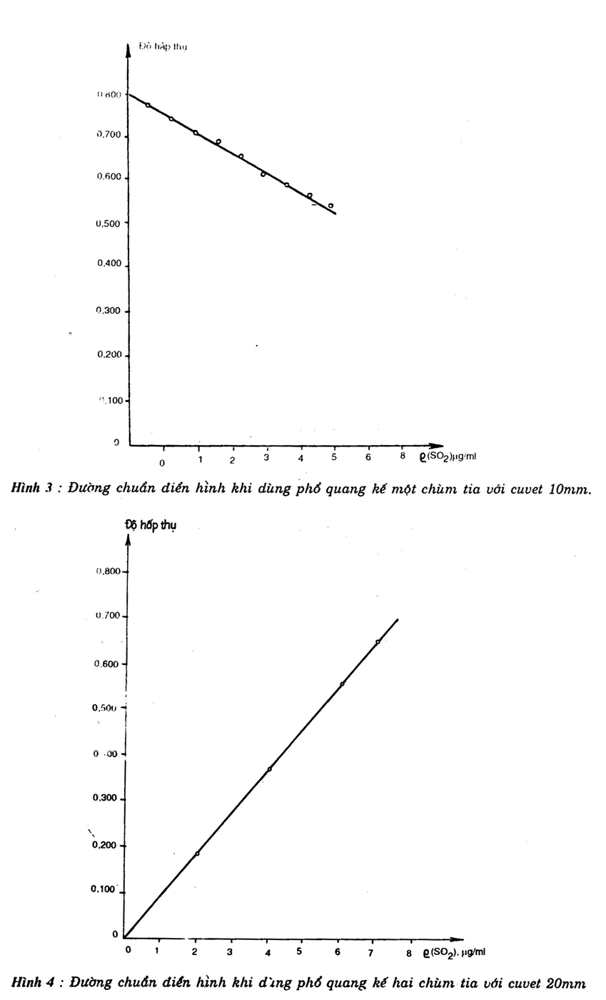 Độ hấp thụ
0.800
0,700
0,600
0,500
0,400
0.300
0,200
.100
0
0 1 2 3 4 5 6 8 ϱ(SO2)µg/ml
Hình 3 : Đường chuẩn điển hình khi dùng phổ quang kế một chùm tia với cuvet 10mm.
Độ hấp thụ
0,800
0.700
0.600
0,500
0,300
0,200
0,100
0
0 1 2 3 4 5 6 7 8 ϱ(SO2), µg/ml
Hình 4 : Đường chuẩn điển hình khi dùng phổ quang kế hai chùm tia với cuvet 20mm